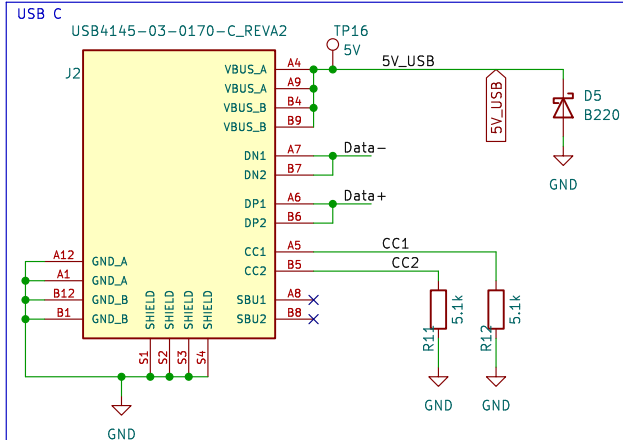 USB C
USB4145-03-0170-C_REVA2
TP16
5V
J2
VBUS_A A4
VBUS_A A9
VBUS_B B4
VBUS_B B9
5V_USB
5V_USB
D5
B220
GND
DN1 A7
DN2 B7
Data-
DP1 A6
DP2 B6
Data+
CC1 A5
CC2 B5
CC1
CC2
A12 GND_A
A1 GND_A
B12 GND_B
B1 GND_B
SBU1 A8
SBU2 B8
SHIELD
SHIELD
SHIELD
SHIELD
S1
S2
S3
S4
R11
5.1k
R12
5.1k
GND
GND
GND